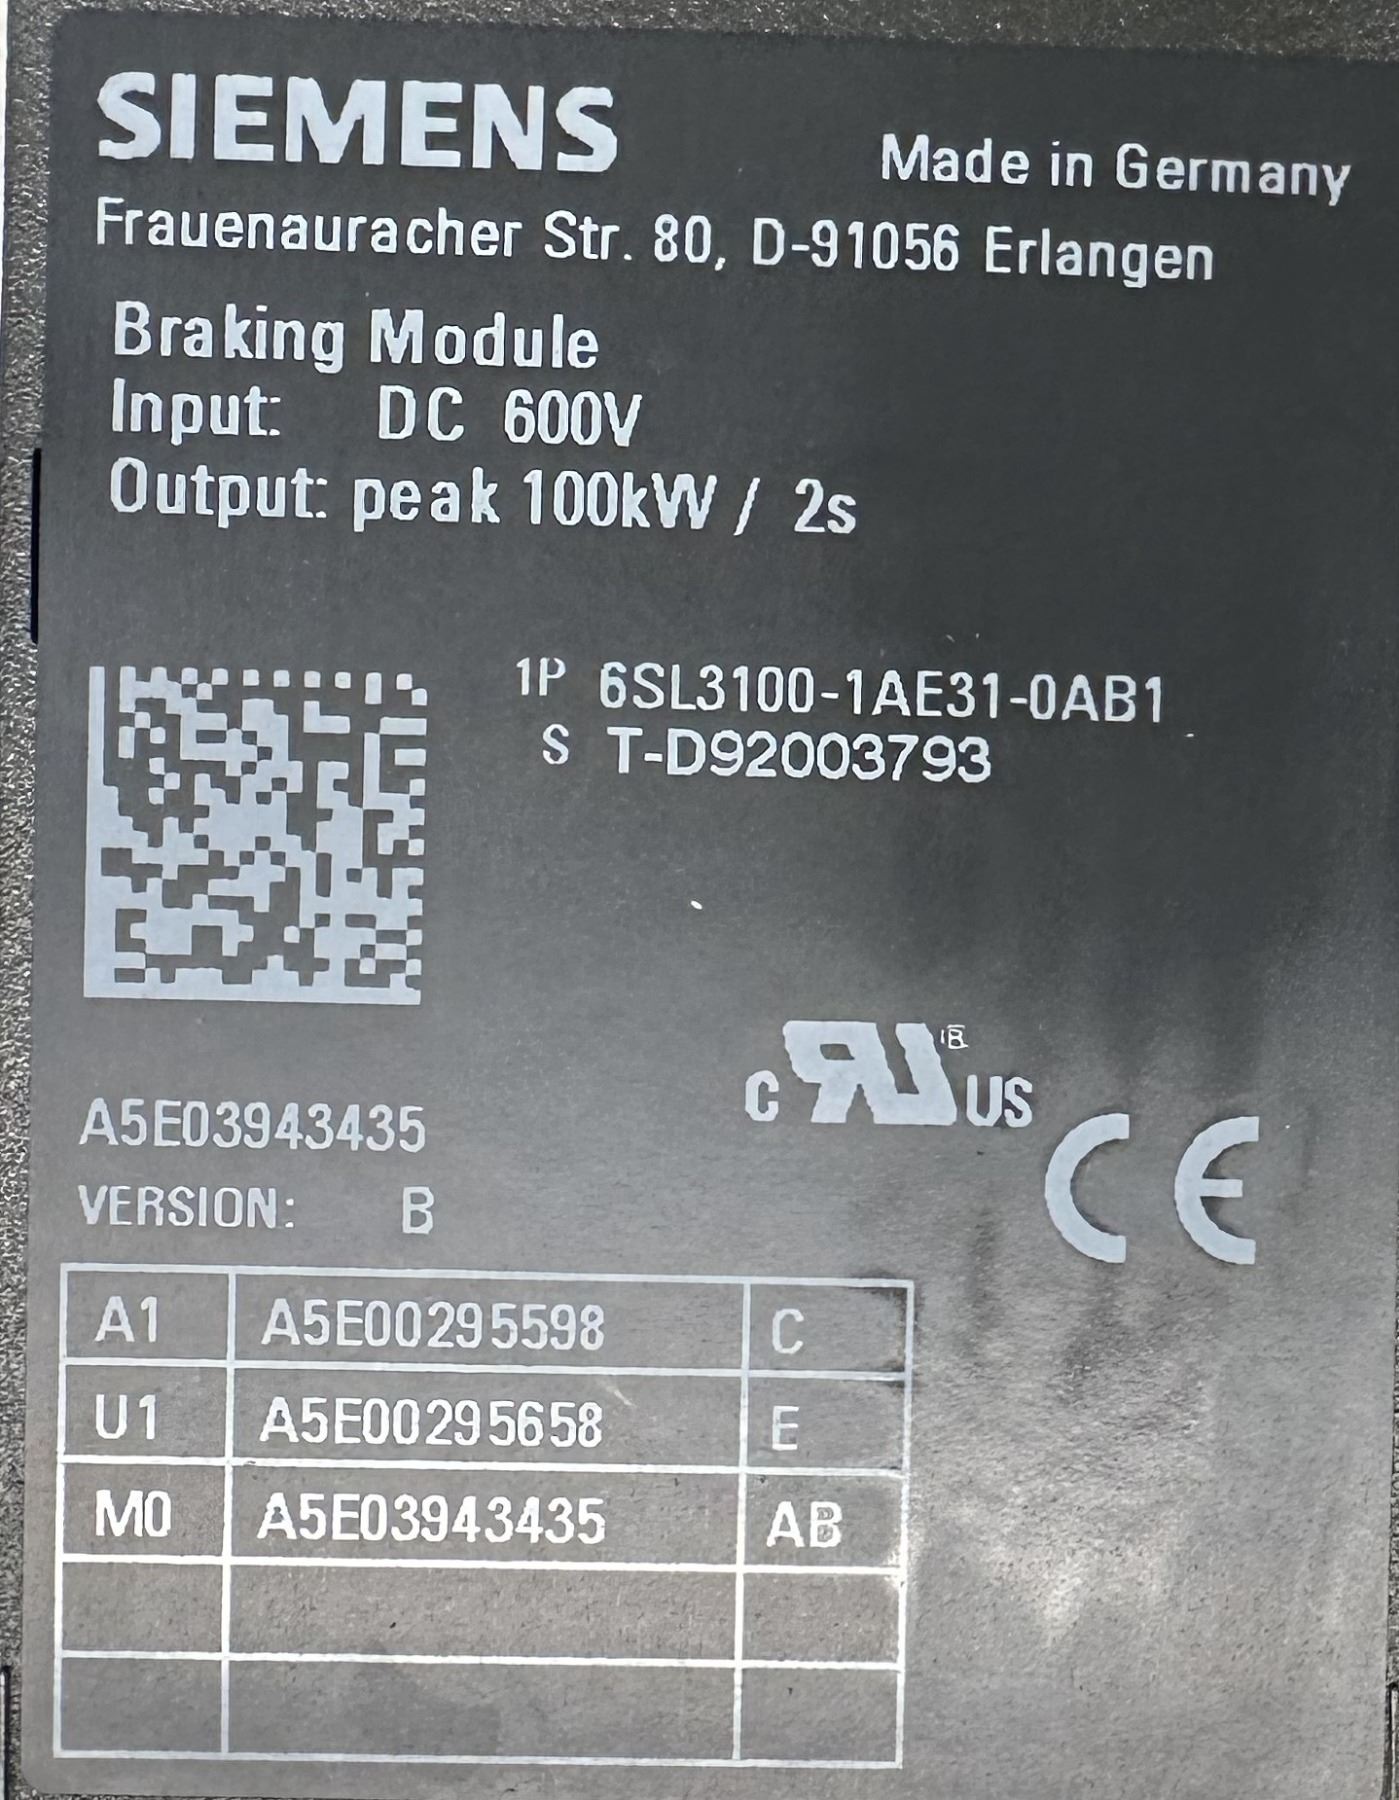 SIEMENS
Made in Germany
Frauenauracher Str. 80, D-91056 Erlangen
Braking Module
Input: DC 600V
Output: peak 100kW / 2s
1P 6SL3100-1AE31-0AB1
S T-D92003793
A5E03943435
VERSION: B
c RU ® US
CE
A1 A5E00295598 C
U1 A5E00295658 E
M0 A5E03943435 AB